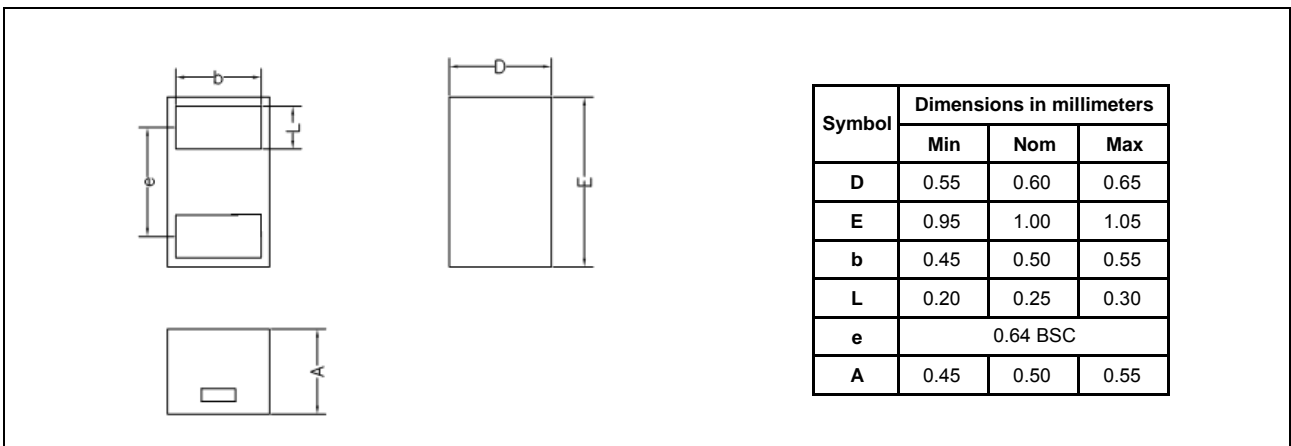 b
L
e
D
E
A
Symbol Dimensions in millimeters
Min Nom Max
D 0.55 0.60 0.65
E 0.95 1.00 1.05
b 0.45 0.50 0.55
L 0.20 0.25 0.30
e 0.64 BSC
A 0.45 0.50 0.55